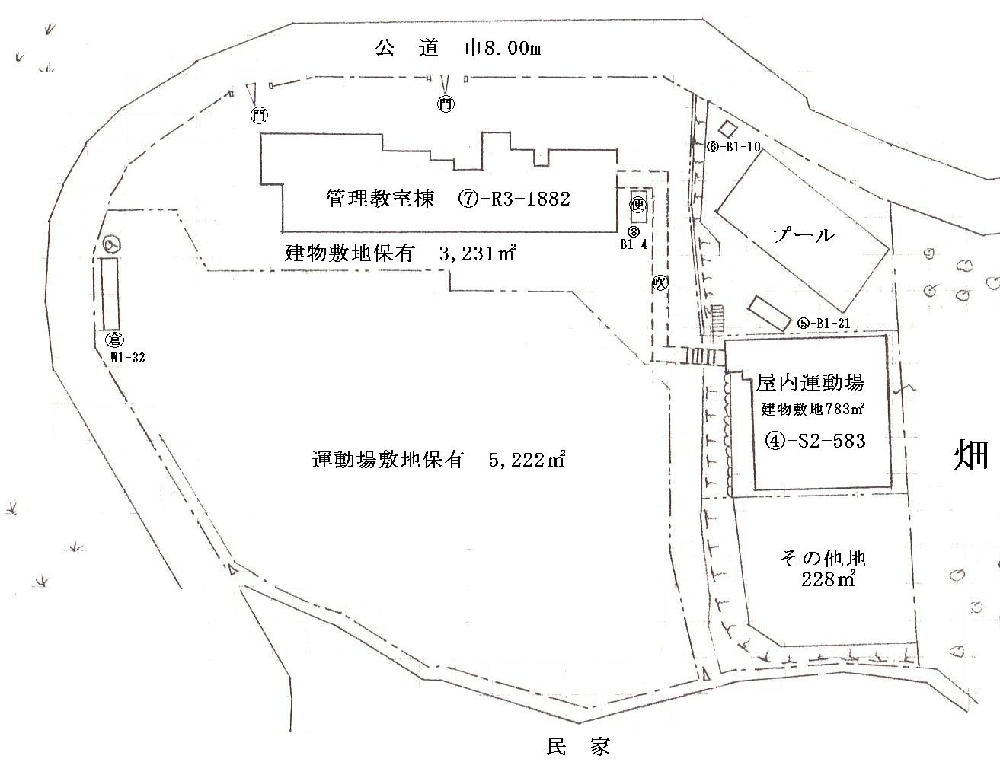 公 道 巾8.00m
門
門
⑥-B1-10
管理教室棟 ⑦-R3-1882
便
⑧
B1-4
プール
⑨
建物敷地保有 3,231㎡
吹
⑤-B1-21
倉
W1-32
屋内運動場
建物敷地783㎡
④-S2-583
運動場敷地保有 5,222㎡
畑
その他地
228㎡
民 家